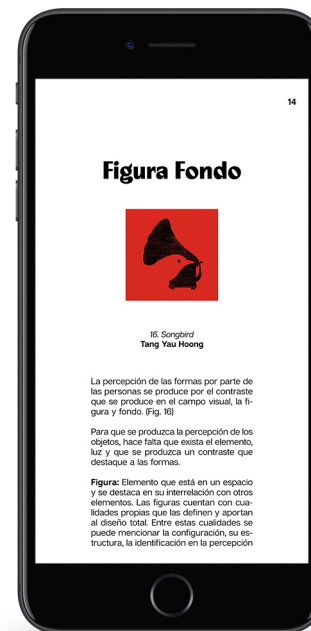 14
Figura Fondo
16. Songbird
Tang Yau Hoong
La percepción de las formas por parte de
las personas se produce por el contraste
que se produce en el campo visual, la fi-
gura y fondo. (Fig. 16)
Para que se produzca la percepción de los
objetos, hace falta que exista el elemento,
luz y que se produzca un contraste que
destaque a las formas.
Figura: Elemento que está en un espacio
y se destaca en su interrelación con otros
elementos. Las figuras cuentan con cua-
lidades propias que las definen y aportan
al diseño total. Entre estas cualidades se
puede mencionar la configuración, su es-
tructura, la identificación en la percepción